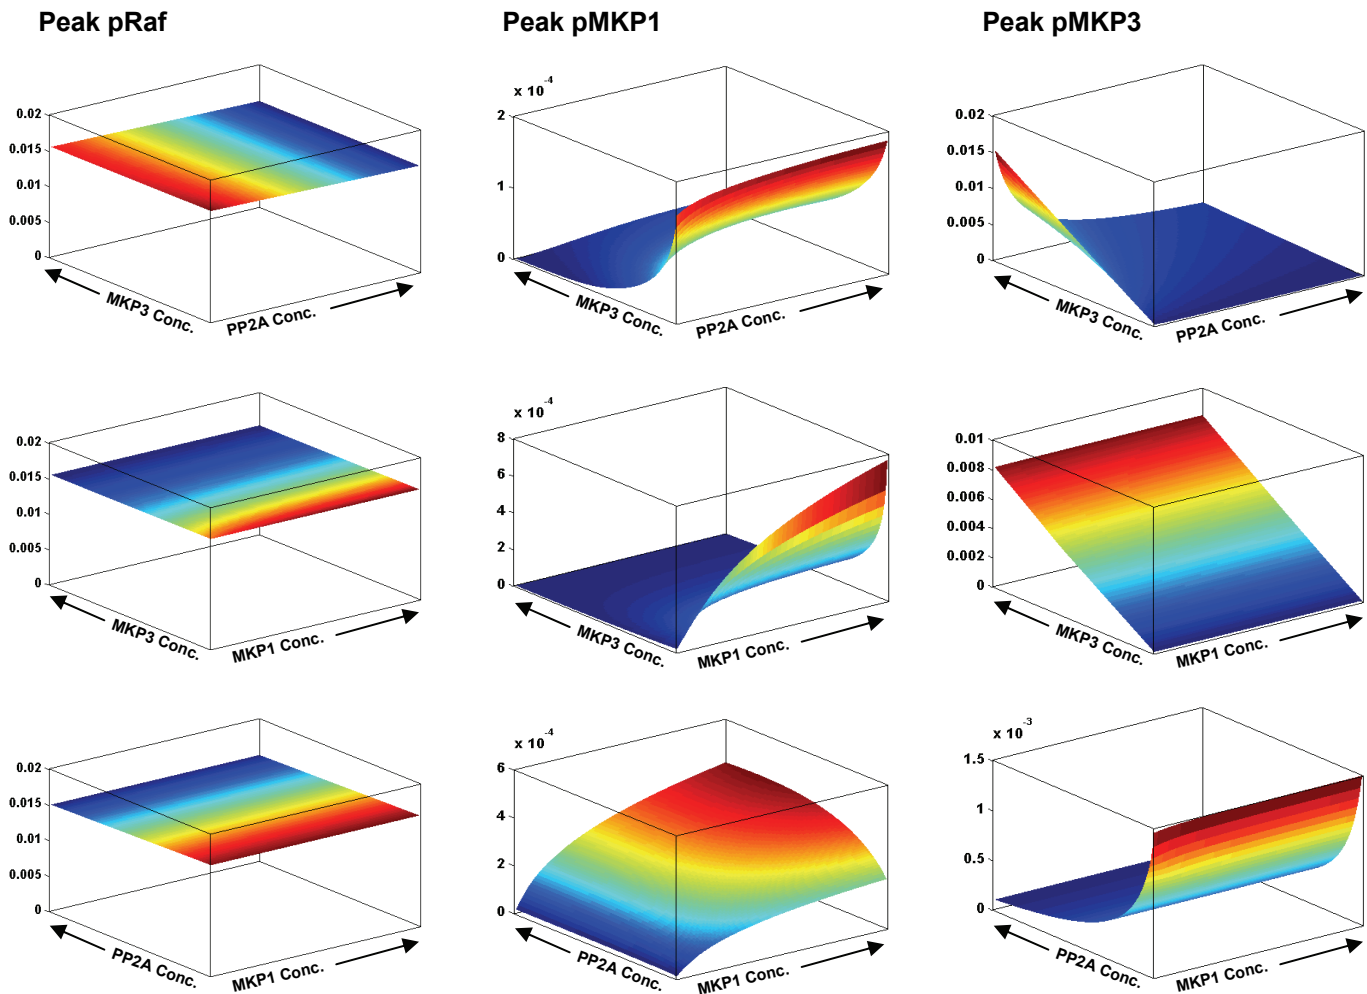 Peak pRaf
Peak pMKP1
Peak pMKP3
0.02
0.015
0.01
0.005
0
MKP3 Conc.
PP2A Conc.
x 10^-4
2
1
0
MKP3 Conc.
PP2A Conc.
0.02
0.015
0.01
0.005
0
MKP3 Conc.
PP2A Conc.
0.02
0.015
0.01
0.005
0
MKP3 Conc.
MKP1 Conc.
x 10^-4
8
6
4
2
0
MKP3 Conc.
MKP1 Conc.
0.01
0.008
0.006
0.004
0.002
0
MKP3 Conc.
MKP1 Conc.
0.02
0.015
0.01
0.005
0
PP2A Conc.
MKP1 Conc.
x 10^-4
6
4
2
0
PP2A Conc.
MKP1 Conc.
x 10^-3
1.5
1
0.5
0
PP2A Conc.
MKP1 Conc.